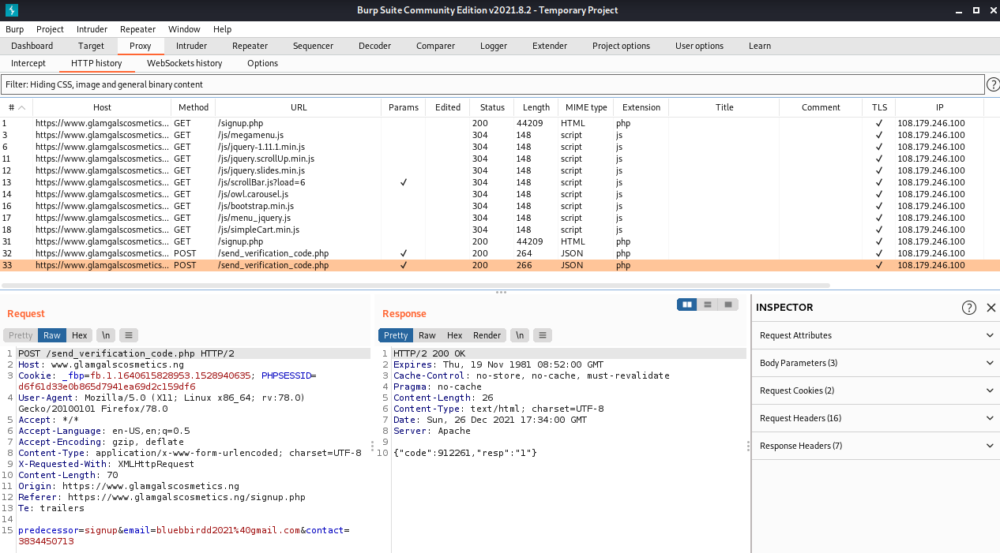 Burp Suite Community Edition v2021.8.2 - Temporary Project
Burp Project Intruder Repeater Window Help
Dashboard Target Proxy Intruder Repeater Sequencer Decoder Comparer Logger Extender Project options User options Learn
Intercept HTTP history WebSockets history Options
Filter: Hiding CSS, image and general binary content ?
# Host Method URL Params Edited Status Length MIME type Extension Title Comment TLS IP
1 https://www.glamgalscosmetics... GET /signup.php 200 44209 HTML php ✓ 108.179.246.100
3 https://www.glamgalscosmetics... GET /js/megamenu.js 304 148 script js ✓ 108.179.246.100
6 https://www.glamgalscosmetics... GET /js/jquery-1.11.1.min.js 304 148 script js ✓ 108.179.246.100
11 https://www.glamgalscosmetics... GET /js/jquery.scrollUp.min.js 304 148 script js ✓ 108.179.246.100
12 https://www.glamgalscosmetics... GET /js/jquery.slides.min.js 304 148 script js ✓ 108.179.246.100
13 https://www.glamgalscosmetics... GET /js/scrollBar.js?load=6 ✓ 304 148 script js ✓ 108.179.246.100
14 https://www.glamgalscosmetics... GET /js/owl.carousel.js 304 148 script js ✓ 108.179.246.100
16 https://www.glamgalscosmetics... GET /js/bootstrap.min.js 304 148 script js ✓ 108.179.246.100
17 https://www.glamgalscosmetics... GET /js/menu_jquery.js 304 148 script js ✓ 108.179.246.100
18 https://www.glamgalscosmetics... GET /js/simpleCart.min.js 304 148 script js ✓ 108.179.246.100
31 https://www.glamgalscosmetics... GET /signup.php 200 44209 HTML php ✓ 108.179.246.100
32 https://www.glamgalscosmetics... POST /send_verification_code.php ✓ 200 264 JSON php ✓ 108.179.246.100
33 https://www.glamgalscosmetics... POST /send_verification_code.php ✓ 200 266 JSON php ✓ 108.179.246.100
Request
Pretty Raw Hex \n
1 POST /send_verification_code.php HTTP/2
2 Host: www.glamgalscosmetics.ng
3 Cookie: _fbp=fb.1.1640615828953.1528940635; PHPSESSID=
d6f61d33e0b865d7941ea69d2c159df6
4 User-Agent: Mozilla/5.0 (X11; Linux x86_64; rv:78.0)
Gecko/20100101 Firefox/78.0
5 Accept: */*
6 Accept-Language: en-US,en;q=0.5
7 Accept-Encoding: gzip, deflate
8 Content-Type: application/x-www-form-urlencoded; charset=UTF-8
9 X-Requested-With: XMLHttpRequest
10 Content-Length: 70
11 Origin: https://www.glamgalscosmetics.ng
12 Referer: https://www.glamgalscosmetics.ng/signup.php
13 Te: trailers
14
15 predecessor=signup&email=bluebbirdd2021%40gmail.com&contact=
3834450713
Response
Pretty Raw Hex Render \n
1 HTTP/2 200 OK
2 Expires: Thu, 19 Nov 1981 08:52:00 GMT
3 Cache-Control: no-store, no-cache, must-revalidate
4 Pragma: no-cache
5 Content-Length: 26
6 Content-Type: text/html; charset=UTF-8
7 Date: Sun, 26 Dec 2021 17:34:00 GMT
8 Server: Apache
9
10 {"code":912261,"resp":"1"}
INSPECTOR ?
Request Attributes
Body Parameters (3)
Request Cookies (2)
Request Headers (16)
Response Headers (7)